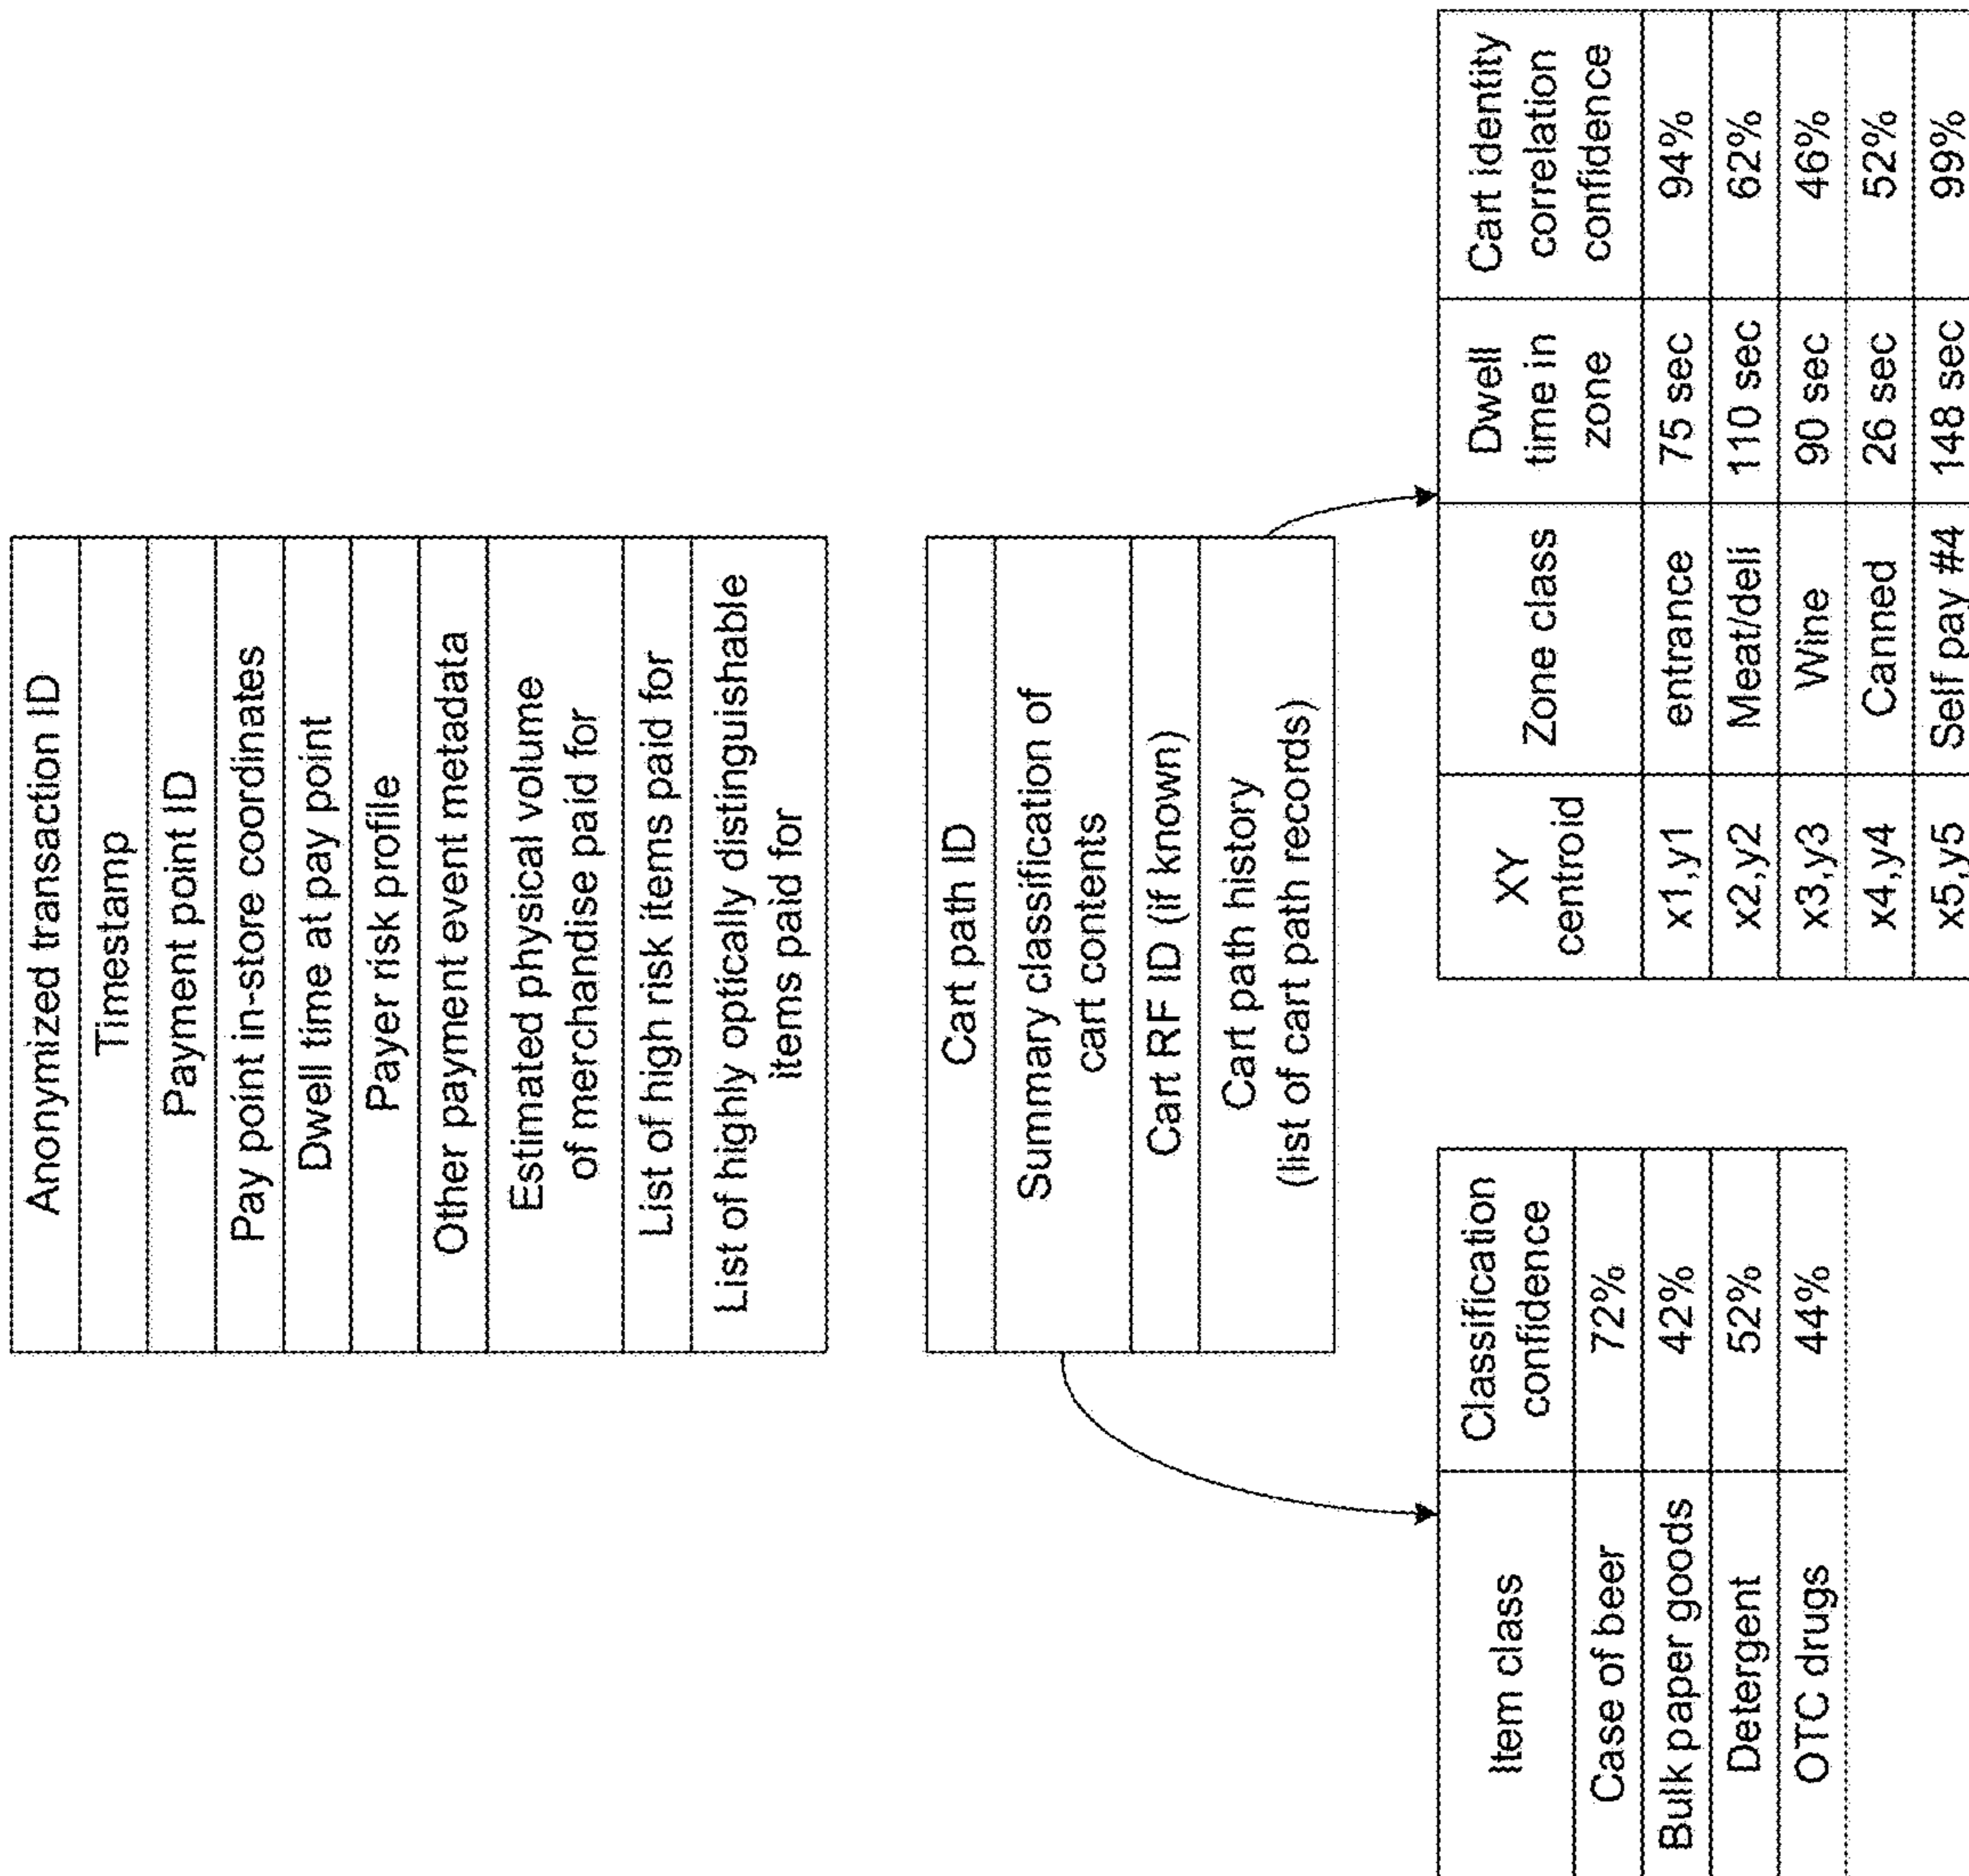 Anonymized transaction ID
Timestamp
Payment point ID
Pay point in-store coordinates
Dwell time at pay point
Payer risk profile
Other payment event metadata
Estimated physical volume
of merchandise paid for
List of high risk items paid for
List of highly optically distinguishable
items paid for
Cart path ID
Summary classification of
cart contents
Cart RF ID (if known)
Cart path history
(list of cart path records)
Item class
Classification
confidence
Case of beer
72%
Bulk paper goods
42%
Detergent
52%
OTC drugs
44%
XY
centroid
Zone class
Dwell
time in
zone
Cart identity
correlation
confidence
x1,y1
entrance
75 sec
94%
x2,y2
Meat/deli
110 sec
62%
x3,y3
Wine
90 sec
46%
x4,y4
Canned
26 sec
52%
x5,y5
Self pay #4
148 sec
99%